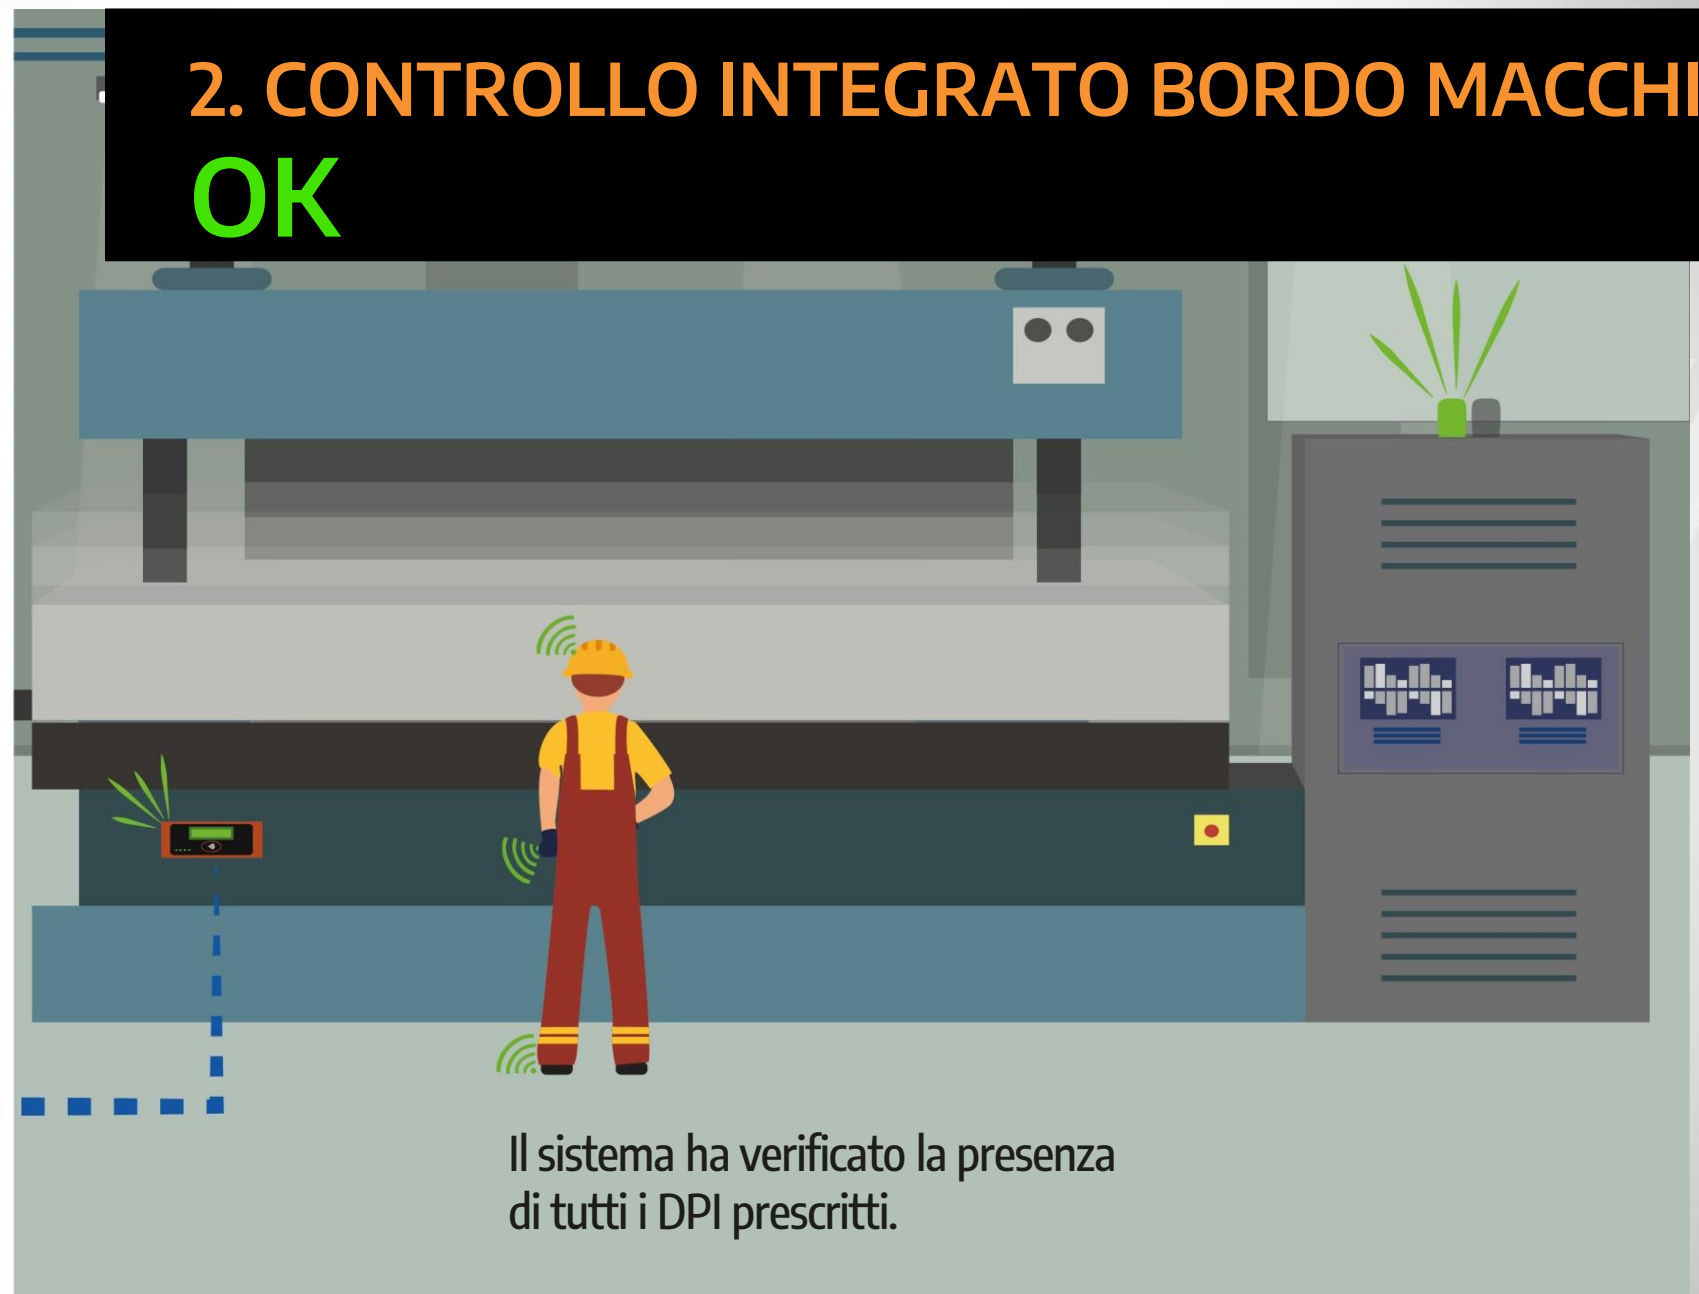 2. CONTROLLO INTEGRATO BORDO MACCHI
OK
Il sistema ha verificato la presenza
di tutti i DPI prescritti.